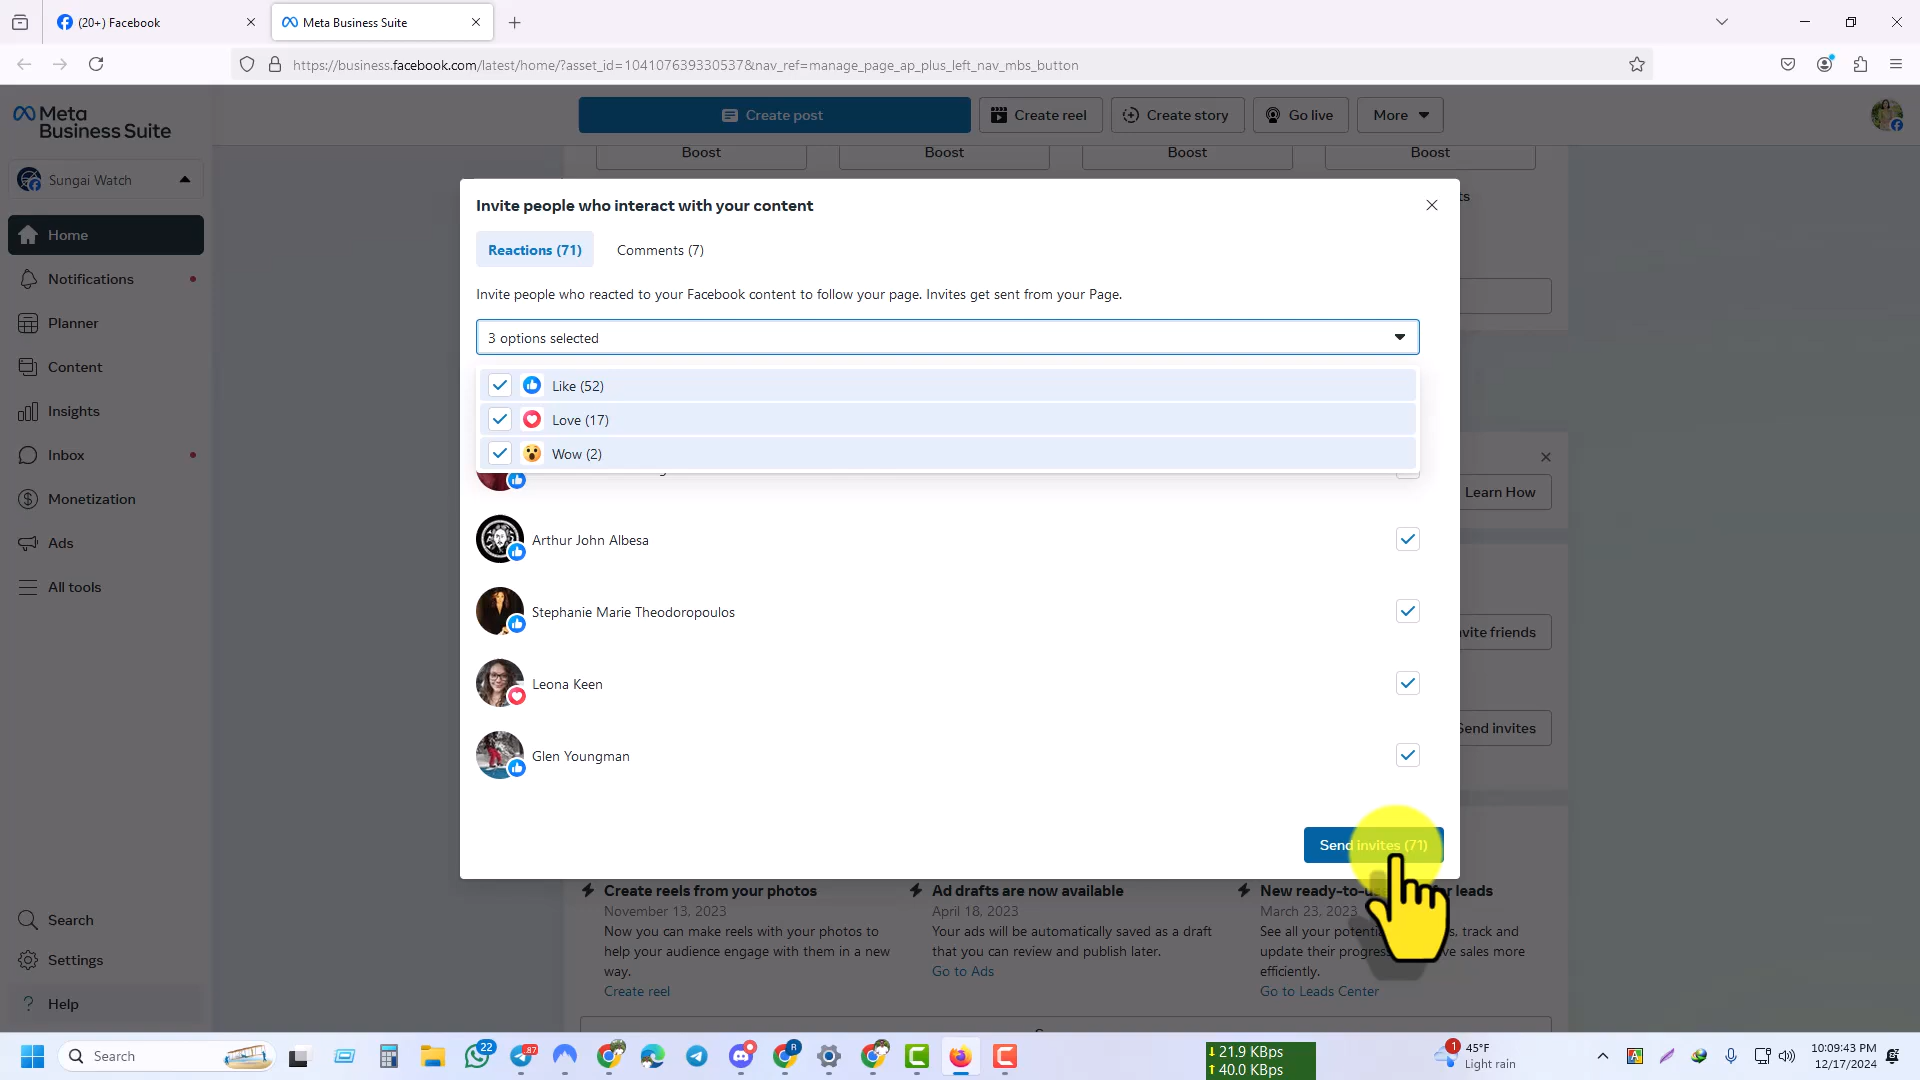 (20+) Facebook
Meta Business Suite
https://business.facebook.com/latest/home/?asset_id=104107639330537&nav_ref=manage_page_ap_plus_left_nav_mbs_button
Meta
Business Suite
Create post
Create reel
Create story
Go live
More
Sungai Watch
Boost
Boost
Boost
Boost
Home
Notifications
Planner
Content
Insights
Inbox
Monetization
Ads
All tools
Search
Settings
Help
Invite people who interact with your content
Reactions (71)
Comments (7)
Invite people who reacted to your Facebook content to follow your page. Invites get sent from your Page.
3 options selected
Like (52)
Love (17)
Wow (2)
Arthur John Albesa
Stephanie Marie Theodoropoulos
Leona Keen
Glen Youngman
Send invites (71)
Learn How
friends
Send invites
Create reels from your photos
November 13, 2023
Now you can make reels with your photos to
help your audience engage with them in a new
way.
Create reel
Ad drafts are now available
April 18, 2023
Your ads will be automatically saved as a draft
that you can review and publish later.
Go to Ads
New for leads
March 23, 2023
See all your track and
update their sales more
efficiently.
Go to Leads Center
Search
22
87
R
21.9 KBps
40.0 KBps
1
45°F
Light rain
10:09:43 PM
12/17/2024